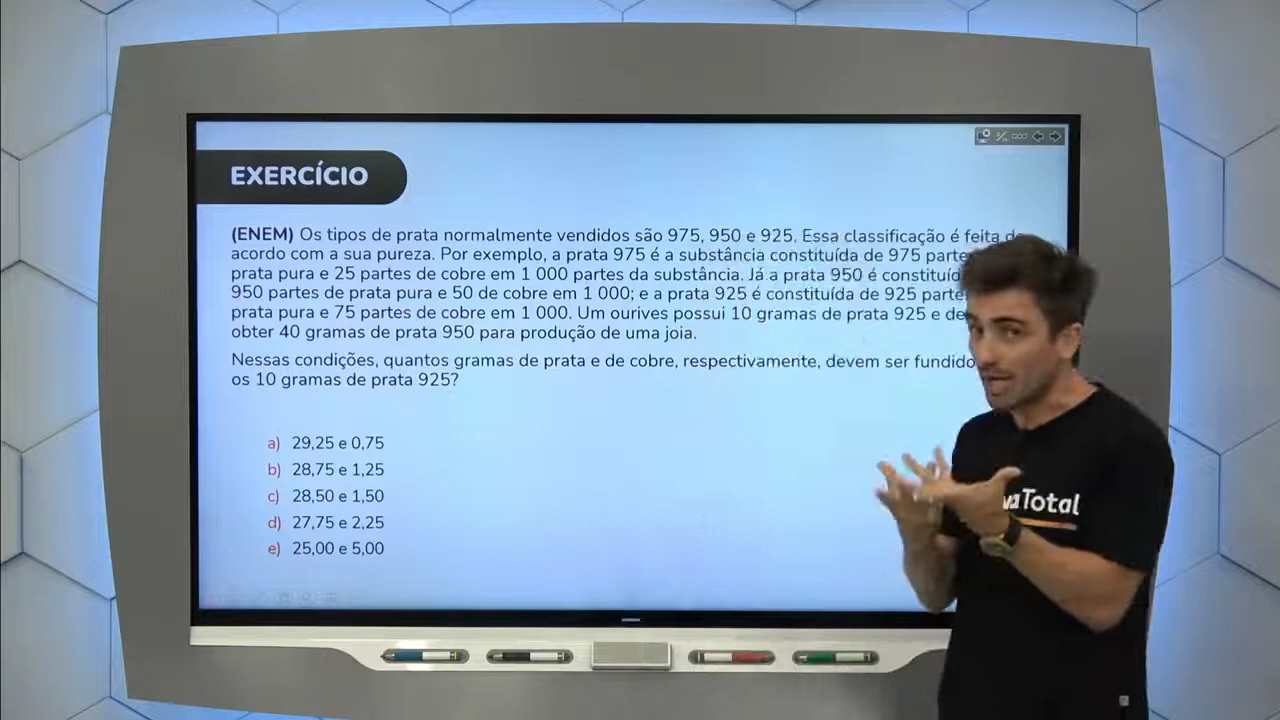 EXERCÍCIO
(ENEM) Os tipos de prata normalmente vendidos são 975, 950 e 925. Essa classificação é feita
acordo com a sua pureza. Por exemplo, a prata 975 é a substância constituída de 975
prata pura e 25 partes de cobre em 1 000 partes da substância. Já a prata 950 é
950 partes de prata pura e 50 de cobre em 1 000; e a prata 925 é constituída de 925
prata pura e 75 partes de cobre em 1 000. Um ourives possui 10 gramas de prata 925 e
obter 40 gramas de prata 950 para produção de uma joia.
Nessas condições, quantos gramas de prata e de cobre, respectivamente, devem ser
os 10 gramas de prata 925?
a) 29,25 e 0,75
b) 28,75 e 1,25
c) 28,50 e 1,50
d) 27,75 e 2,25
e) 25,00 e 5,00
Total